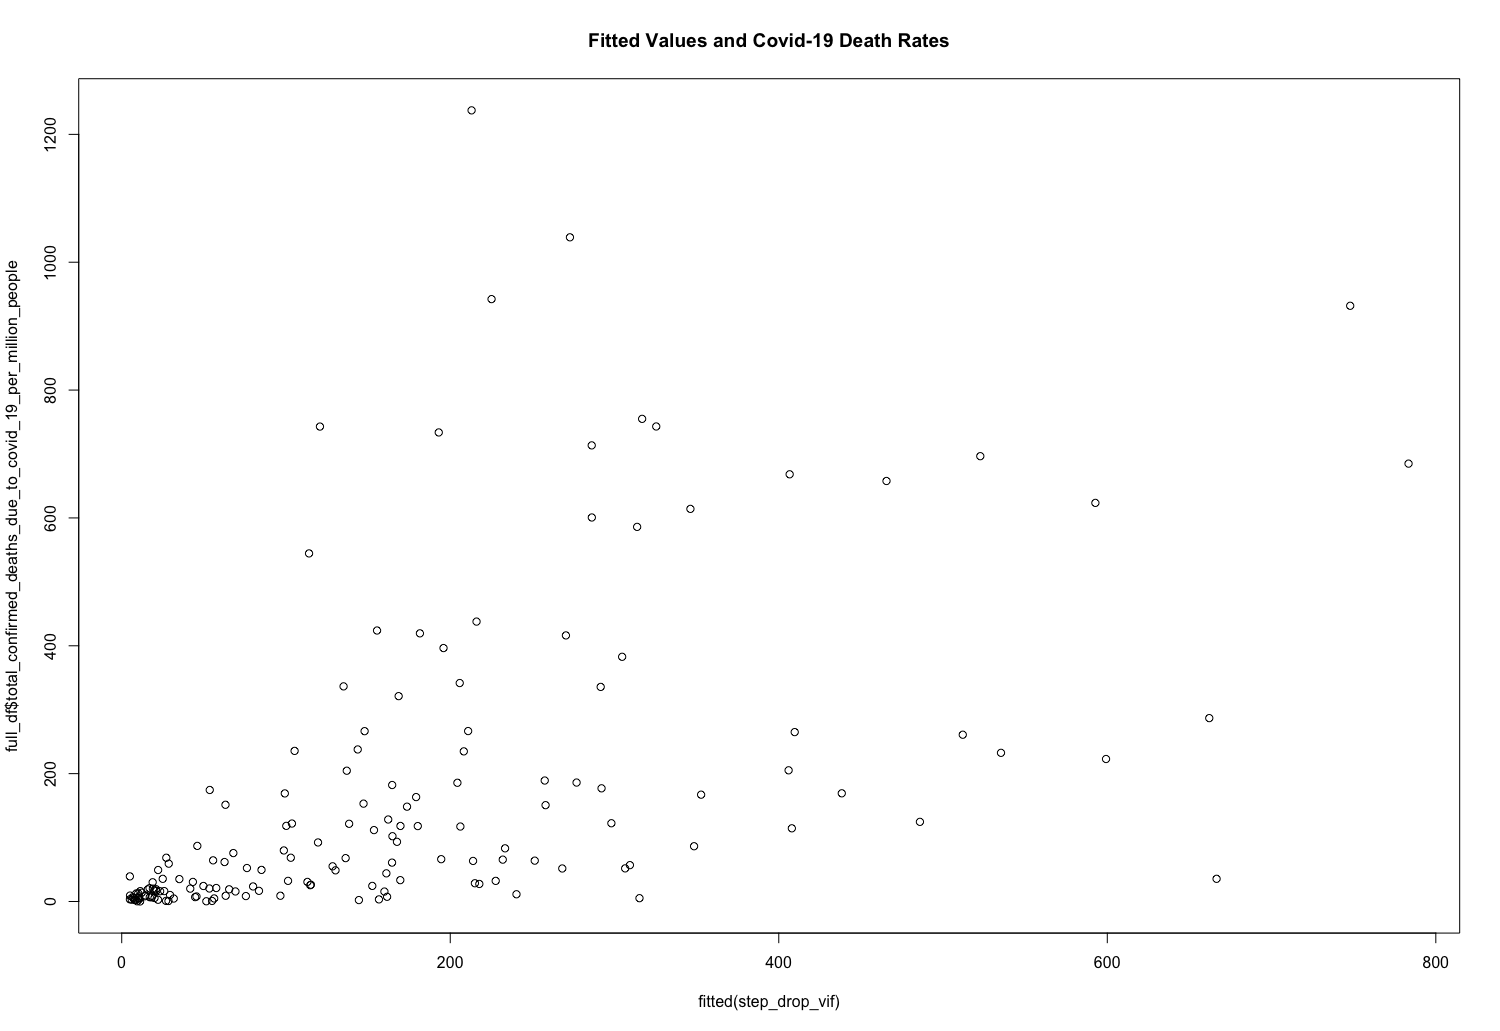 Fitted Values and Covid-19 Death Rates
full_df$total_confirmed_deaths_due_to_covid_19_per_million_people
1200
1000
800
600
400
200
0
0 200 400 600 800
fitted(step_drop_vif)